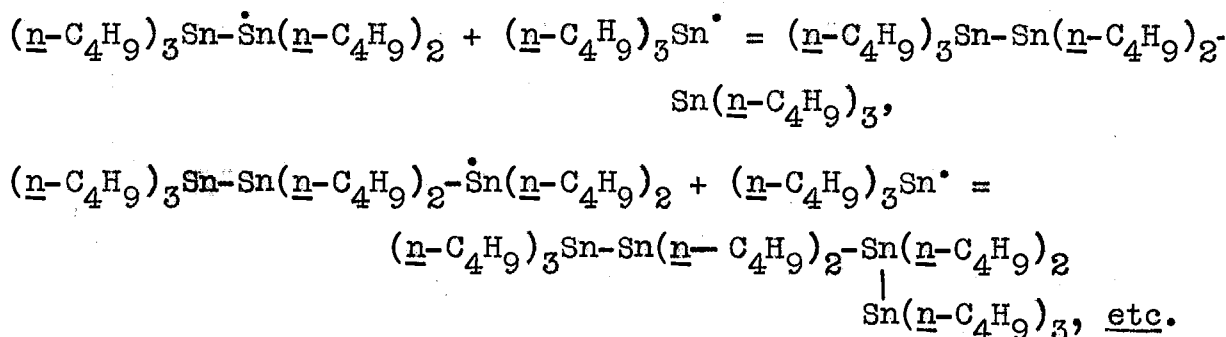 (n-C₄H₉)₃Sn-Ṡn(n-C₄H₉)₂ + (n-C₄H₉)₃Sn• = (n-C₄H₉)₃Sn-Sn(n-C₄H₉)₂-
Sn(n-C₄H₉)₃,
(n-C₄H₉)₃Sn-Sn(n-C₄H₉)₂-Ṡn(n-C₄H₉)₂ + (n-C₄H₉)₃Sn• =
(n-C₄H₉)₃Sn-Sn(n— C₄H₉)₂-Sn(n-C₄H₉)₂
|
Sn(n-C₄H₉)₃, etc.